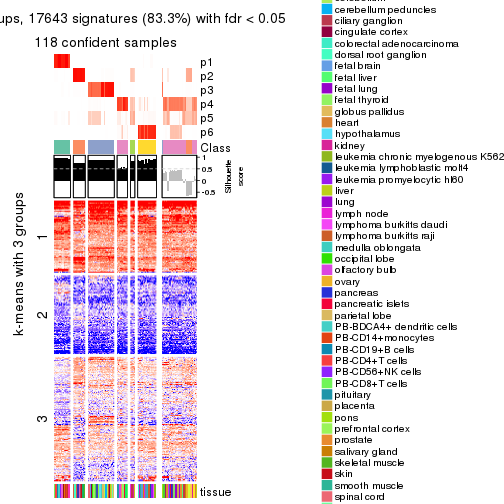 ups, 17643 signatures (83.3%) with fdr < 0.05
118 confident samples
p1
p2
p3
p4
p5
p6
Class
1
0.5
0
-0.5
Silhouette
score
k-means with 3 groups
1
2
3
tissue
cerebellum
cerebellum peduncles
ciliary ganglion
cingulate cortex
colorectal adenocarcinoma
dorsal root ganglion
fetal brain
fetal liver
fetal lung
fetal thyroid
globus pallidus
heart
hypothalamus
kidney
leukemia chronic myelogenous K562
leukemia lymphoblastic molt4
leukemia promyelocytic hl60
liver
lung
lymph node
lymphoma burkitts daudi
lymphoma burkitts raji
medulla oblongata
occipital lobe
olfactory bulb
ovary
pancreas
pancreatic islets
parietal lobe
PB-BDCA4+ dendritic cells
PB-CD14+monocytes
PB-CD19+B cells
PB-CD4+T cells
PB-CD56+NK cells
PB-CD8+T cells
pituitary
placenta
pons
prefrontal cortex
prostate
salivary gland
skeletal muscle
skin
smooth muscle
spinal cord